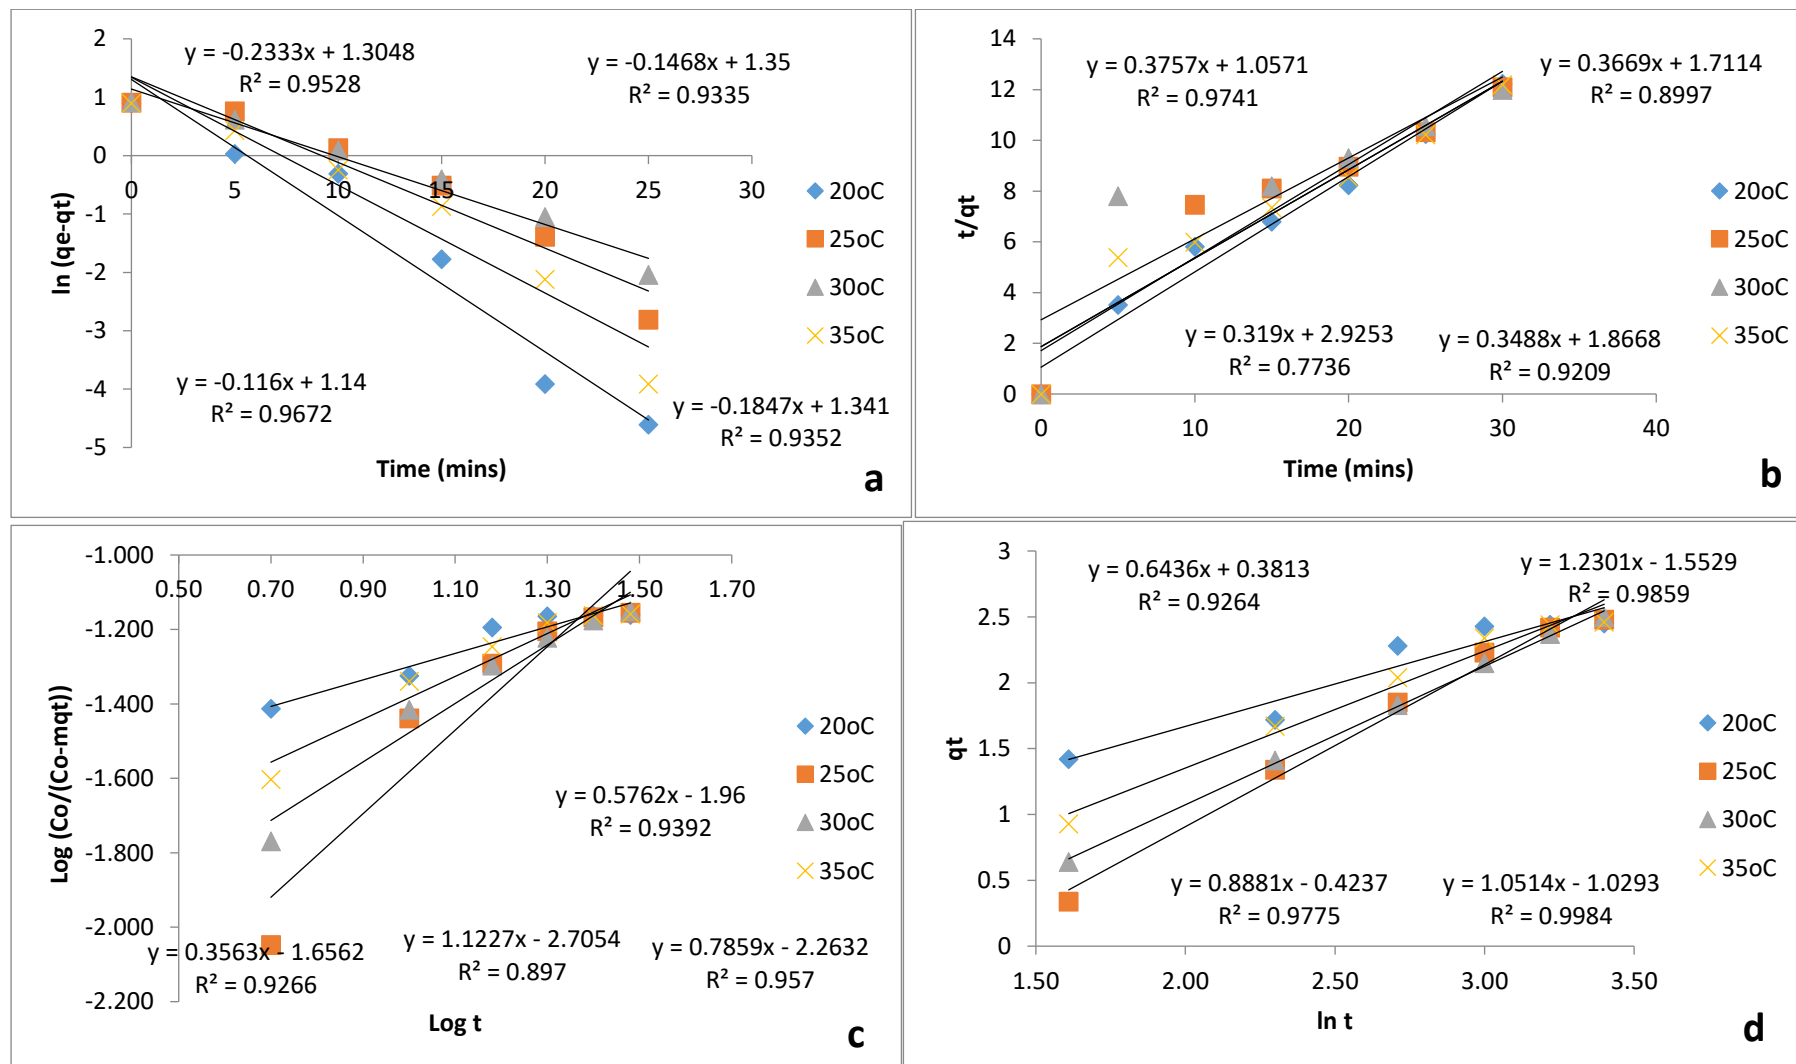 y = -0.2333x + 1.3048
R² = 0.9528
y = -0.1468x + 1.35
R² = 0.9335
y = -0.116x + 1.14
R² = 0.9672
y = -0.1847x + 1.341
R² = 0.9352
2
1
0
-1
-2
-3
-4
-5
0 5 10 15 20 25 30
ln (qe-qt)
Time (mins)
20oC
25oC
30oC
35oC
a
y = 0.3757x + 1.0571
R² = 0.9741
y = 0.3669x + 1.7114
R² = 0.8997
y = 0.319x + 2.9253
R² = 0.7736
y = 0.3488x + 1.8668
R² = 0.9209
14
12
10
8
6
4
2
0
0 10 20 30 40
t/qt
Time (mins)
20oC
25oC
30oC
35oC
b
-1.000
-1.200
-1.400
-1.600
-1.800
-2.000
-2.200
0.50 0.70 0.90 1.10 1.30 1.50 1.70
y = 0.5762x - 1.96
R² = 0.9392
y = 0.3563x - 1.6562
R² = 0.9266
y = 1.1227x - 2.7054
R² = 0.897
y = 0.7859x - 2.2632
R² = 0.957
Log (Co/(Co-mqt))
Log t
20oC
25oC
30oC
35oC
c
y = 0.6436x + 0.3813
R² = 0.9264
y = 1.2301x - 1.5529
R² = 0.9859
y = 0.8881x - 0.4237
R² = 0.9775
y = 1.0514x - 1.0293
R² = 0.9984
3
2.5
2
1.5
1
0.5
0
1.50 2.00 2.50 3.00 3.50
qt
ln t
20oC
25oC
30oC
35oC
d